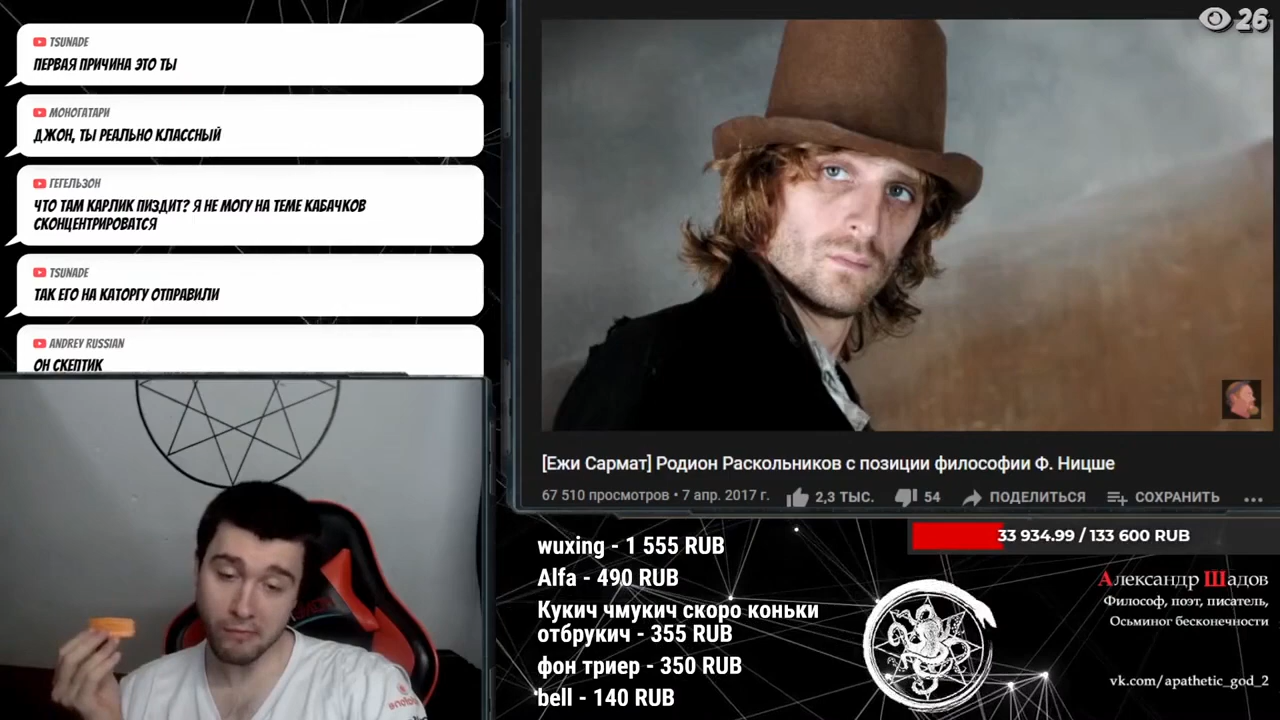 TSUNADE
ПЕРВАЯ ПРИЧИНА ЭТО ТЫ
МОНОГАТАРИ
ДЖОН, ТЫ РЕАЛЬНО КЛАССНЫЙ
ГЕГЕЛЬЗОН
ЧТО ТАМ КАРЛИК ПИЗДИТ? Я НЕ МОГУ НА ТЕМЕ КАБАЧКОВ
СКОНЦЕНТРИРОВАТСЯ
TSUNADE
ТАК ЕГО НА КАТОРГУ ОТПРАВИЛИ
ANDREY RUSSIAN
ОН СКЕПТИК
26
[Ежи Сармат] Родион Раскольников с позиции философии Ф. Ницше
67 510 просмотров • 7 апр. 2017 г.
2,3 ТЫС.
54
ПОДЕЛИТЬСЯ
СОХРАНИТЬ
33 934.99 / 133 600 RUB
wuxing - 1 555 RUB
Alfa - 490 RUB
Кукич чмукич скоро коньки
отбрукич - 355 RUB
фон триер - 350 RUB
bell - 140 RUB
Александр Шадов
Философ, поэт, писатель,
Осьминог бесконечности
vk.com/apathetic_god_2